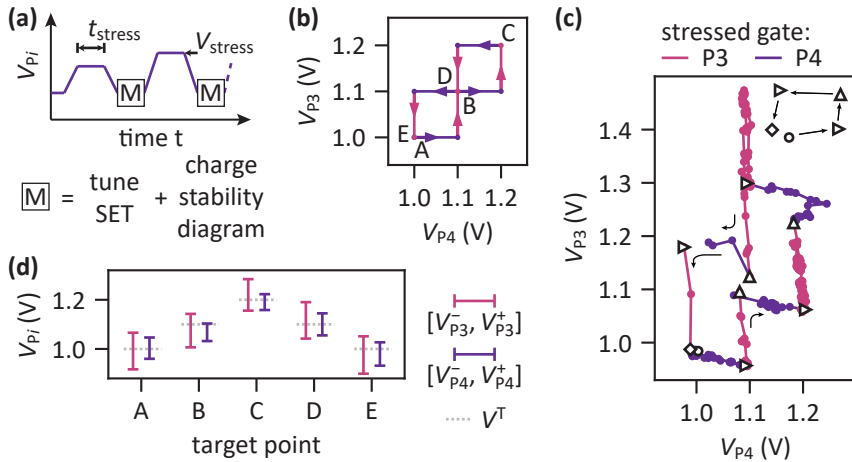 (a)
t_stress
V_stress
V_Pi
M
M
time t
M = tune SET + charge stability diagram
(b)
V_P3 (V)
1.2
1.1
1.0
C
D
B
E
A
1.0 1.1 1.2
V_P4 (V)
(c)
stressed gate:
P3 P4
V_P3 (V)
1.4
1.3
1.2
1.1
1.0
1.0 1.1 1.2
V_P4 (V)
(d)
V_Pi (V)
1.2
1.0
A B C D E
target point
[V⁻_P3, V⁺_P3]
[V⁻_P4, V⁺_P4]
V^T